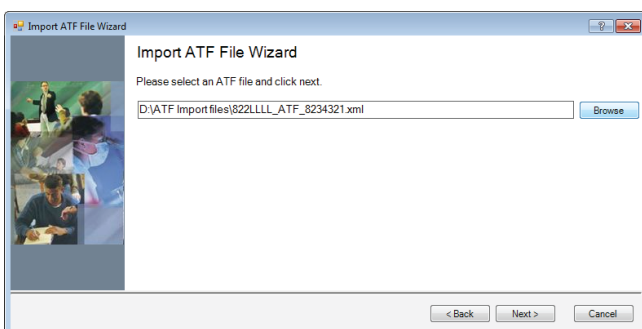 Import ATF File Wizard
Import ATF File Wizard
Please select an ATF file and click next.
D:\ATF Import files\822LLLL_ATF_8234321.xml
Browse
< Back Next > Cancel